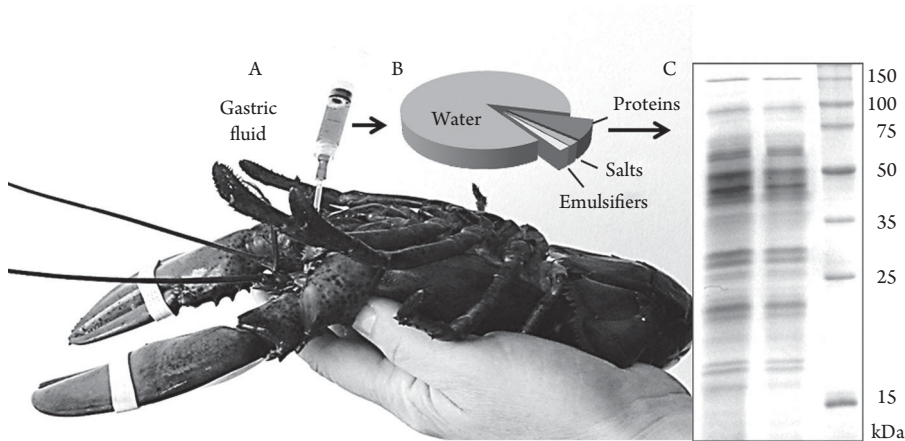 A
Gastric
fluid
B
Water
Proteins
Salts
Emulsifiers
C
150
100
75
50
35
25
15
kDa